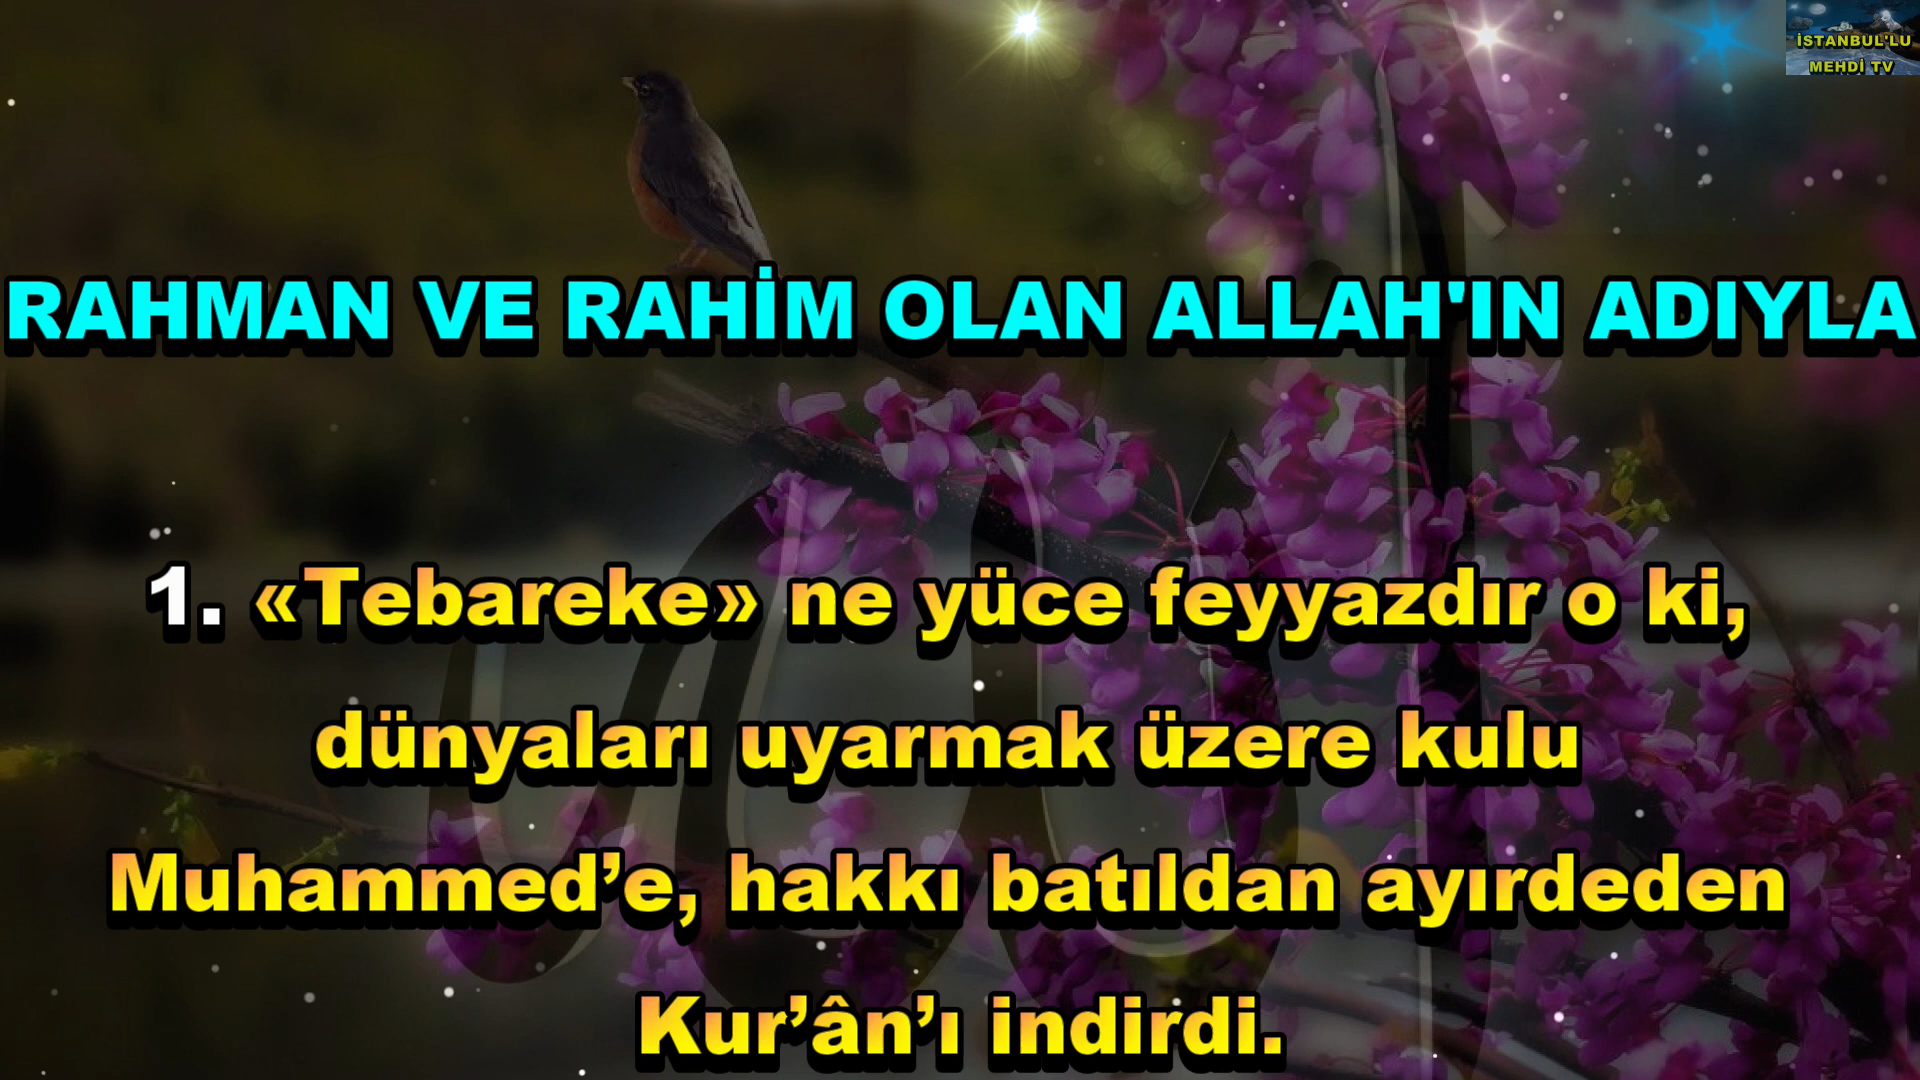 İSTANBUL'LU
MEHDİ TV
RAHMAN VE RAHİM OLAN ALLAH'IN ADIYLA
1. «Tebareke» ne yüce feyyazdır o ki,
dünyaları uyarmak üzere kulu
Muhammed’e, hakkı batıldan ayırdeden
Kur’ân’ı indirdi.